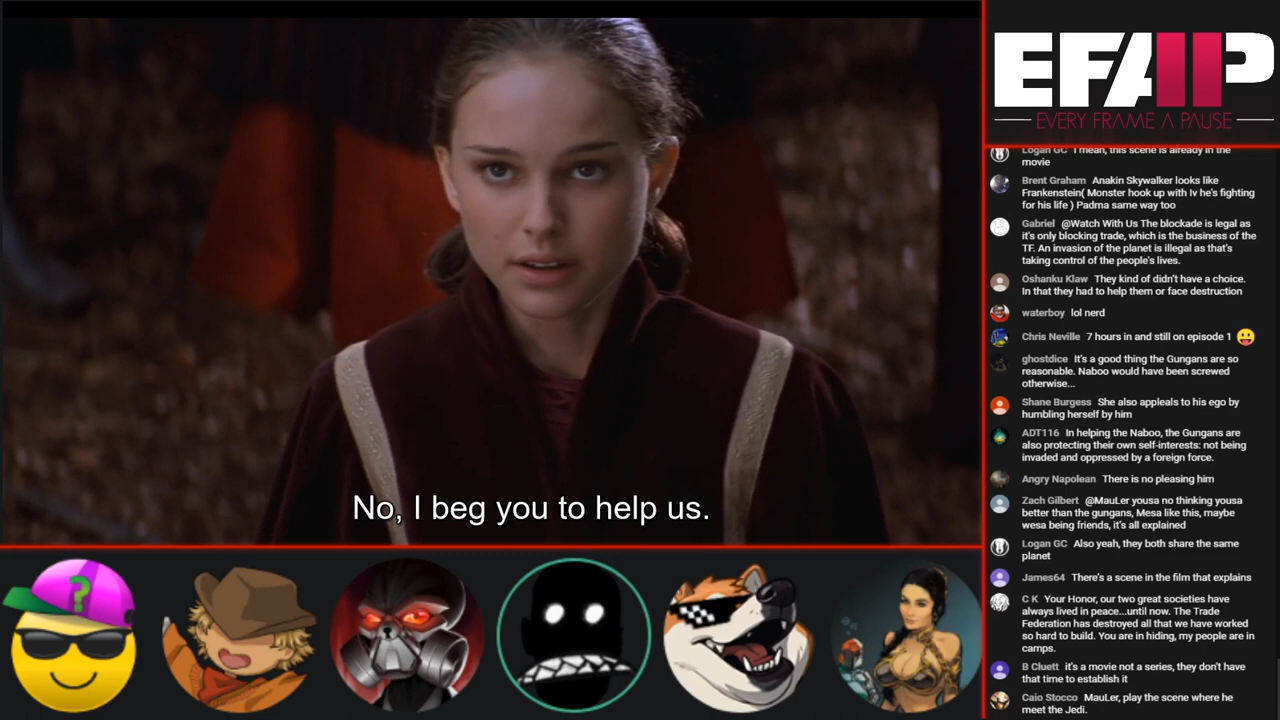 No, I beg you to help us.
?
EFAP
EVERY FRAME A PAUSE
Logan GC I mean, this scene is already in the
movie
Brent Graham Anakin Skywalker looks like
Frankenstein( Monster hook up with Iv he's fighting
for his life ) Padma same way too
Gabriel @Watch With Us The blockade is legal as
it's only blocking trade, which is the business of the
TF. An invasion of the planet is illegal as that's
taking control of the people's lives.
Oshanku Klaw They kind of didn't have a choice.
In that they had to help them or face destruction
waterboy lol nerd
Chris Neville 7 hours in and still on episode 1
ghostdice It's a good thing the Gungans are so
reasonable. Naboo would have been screwed
otherwise...
Shane Burgess She also appleals to his ego by
humbling herself by him
ADT116 In helping the Naboo, the Gungans are
also protecting their own self-interests: not being
invaded and oppressed by a foreign force.
Angry Napolean There is no pleasing him
Zach Gilbert @MauLer yousa no thinking yousa
better than the gungans, Mesa like this, maybe
wesa being friends, it's all explained
Logan GC Also yeah, they both share the same
planet
James64 There's a scene in the film that explains
C K Your Honor, our two great societies have
always lived in peace...until now. The Trade
Federation has destroyed all that we have worked
so hard to build. You are in hiding, my people are in
camps.
B Cluett it's a movie not a series, they don't have
that time to establish it
Caio Stocco MauLer, play the scene where he
meet the Jedi.